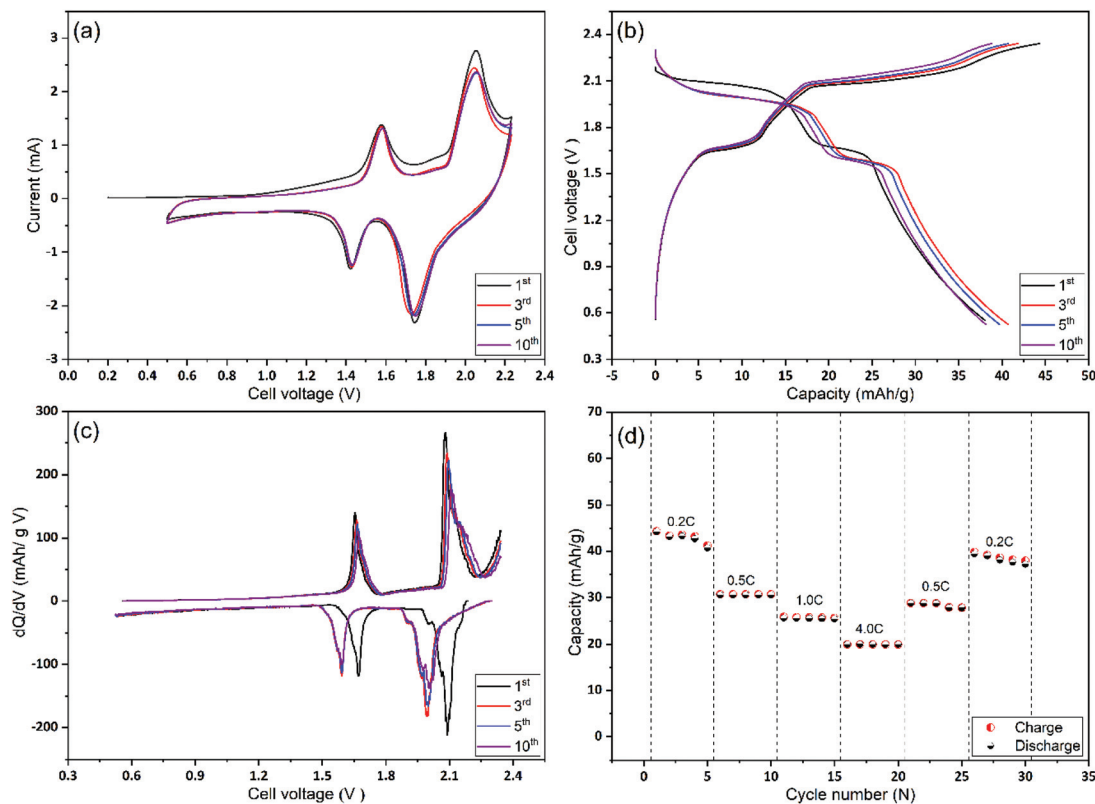 (a)
3
2
1
0
-1
-2
-3
Current (mA)
0.0 0.2 0.4 0.6 0.8 1.0 1.2 1.4 1.6 1.8 2.0 2.2 2.4
Cell voltage (V)
1st
3rd
5th
10th
(b)
2.4
2.1
1.8
1.5
1.2
0.9
0.6
0.3
Cell voltage (V )
0 5 10 15 20 25 30 35 40 45 50
Capacity (mAh/g)
1st
3rd
5th
10th
(c)
300
200
100
0
-100
-200
dQ/dV (mAh/ g V)
0.3 0.6 0.9 1.2 1.5 1.8 2.1 2.4
Cell voltage (V )
1st
3rd
5th
10th
(d)
70
60
50
40
30
20
10
0
Capacity (mAh/g)
0.2C
0.5C
1.0C
4.0C
0.5C
0.2C
0 5 10 15 20 25 30 35
Cycle number (N)
Charge
Discharge